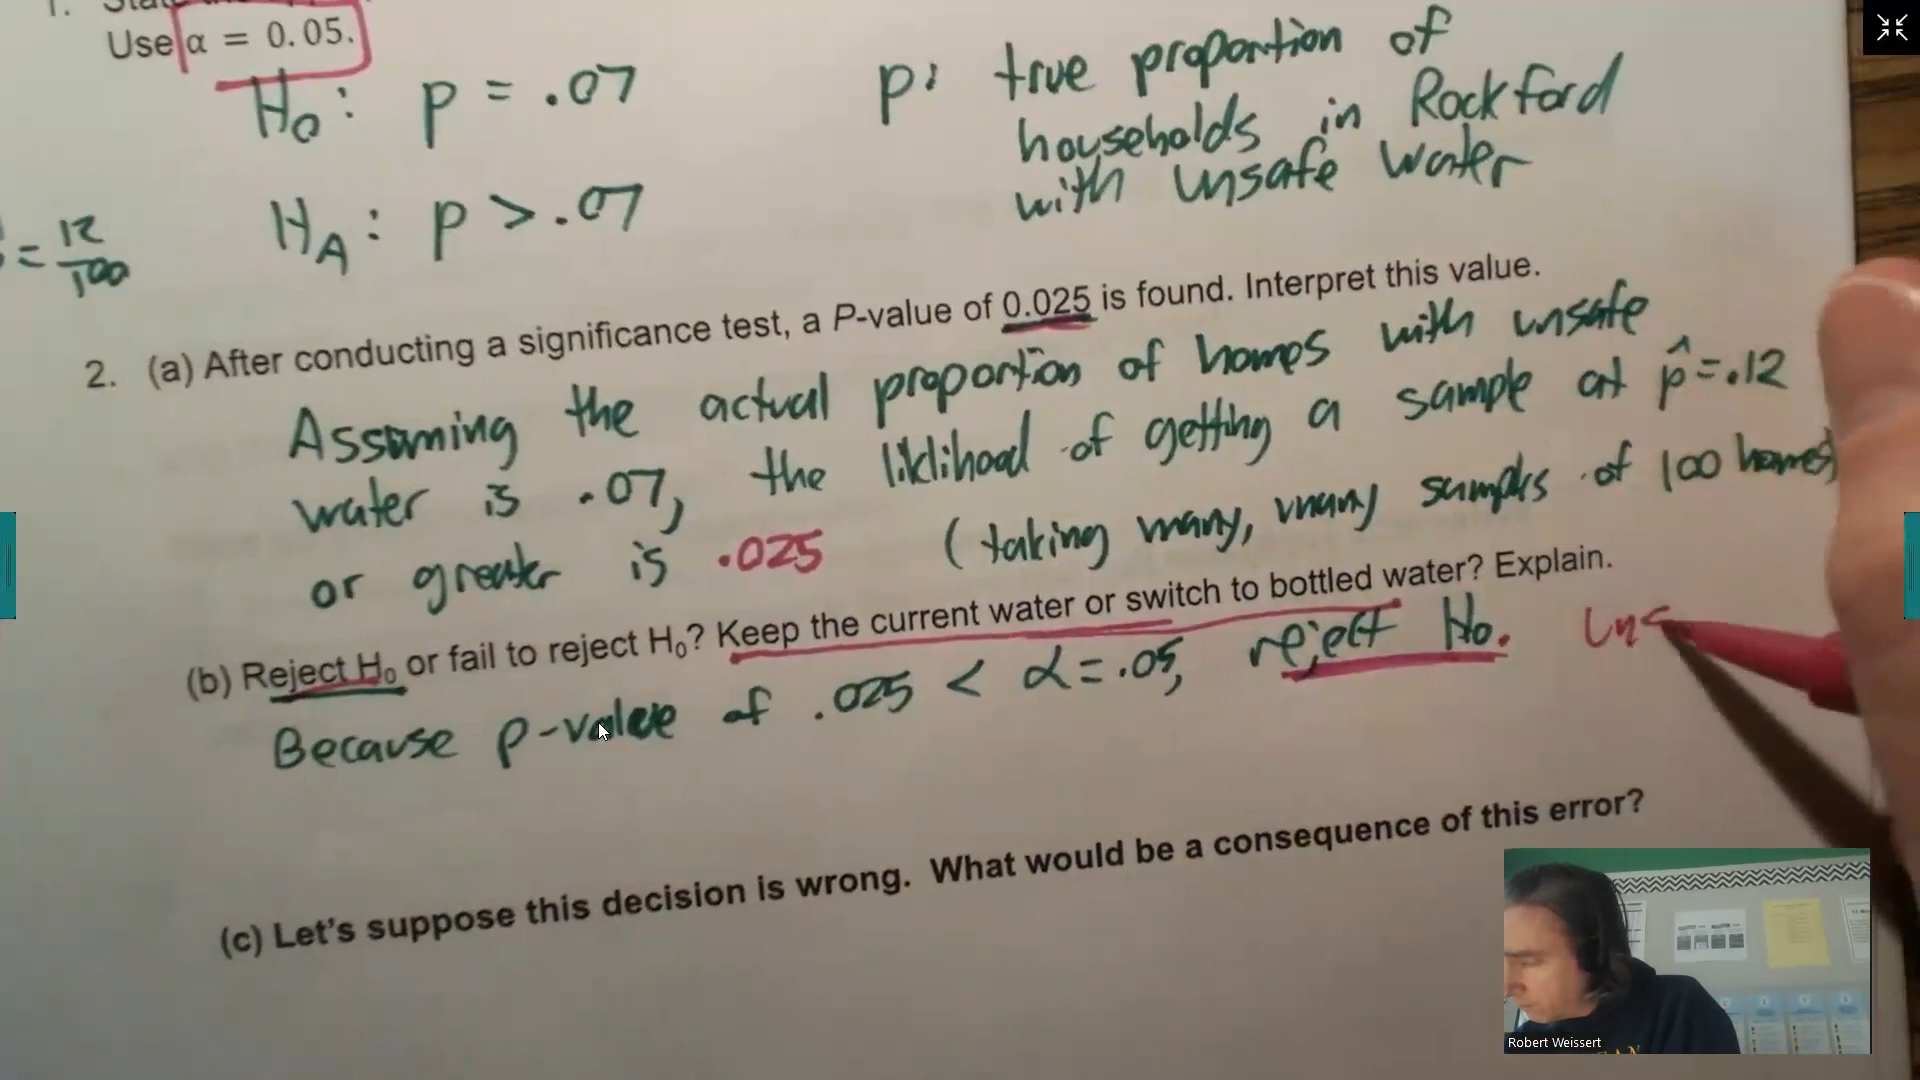 1.
Use α = 0.05.
H₀: p = .07
p: true proportion of
households in Rockford
with unsafe water
H_A: p > .07
= 12/100
2. (a) After conducting a significance test, a P-value of 0.025 is found. Interpret this value.
Assuming the actual proportion of homes with unsafe
water is .07, the liklihood of getting a sample at p̂ = .12
or greater is .025 (taking many, many samples of 100 homes)
(b) Reject H₀ or fail to reject H₀? Keep the current water or switch to bottled water? Explain.
Because p-value of .025 < α = .05, reject H₀. Uns
(c) Let's suppose this decision is wrong. What would be a consequence of this error?
Robert Weissert